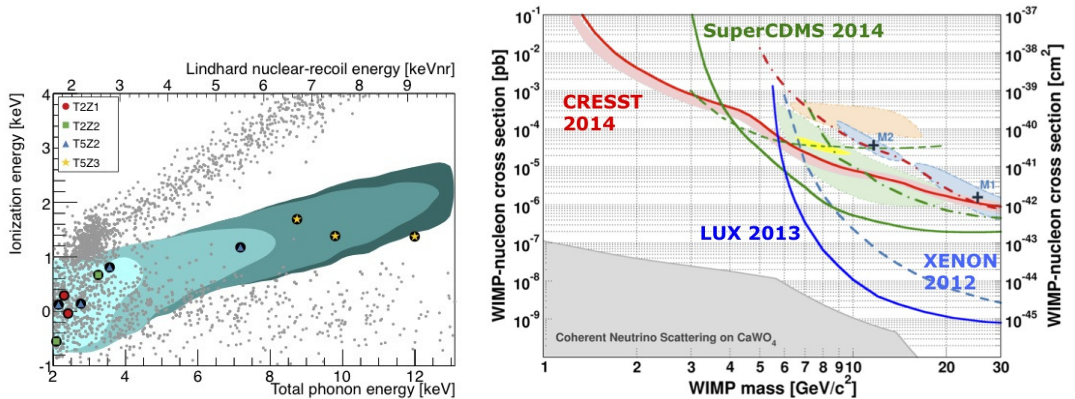 Lindhard nuclear-recoil energy [keVnr]
2 3 4 5 6 7 8 9
Ionization energy [keV]
4
3
2
1
0
-1
T2Z1
T2Z2
T5Z2
T5Z3
2 4 6 8 10 12
Total phonon energy [keV]
WIMP-nucleon cross section [pb]
10-1
10-2
10-3
10-4
10-5
10-6
10-7
10-8
10-9
SuperCDMS 2014
CRESST
2014
M2
M1
LUX 2013
XENON
2012
Coherent Neutrino Scattering on CaWO4
1 2 3 4 5 6 7 8 9 10 20 30
WIMP mass [GeV/c2]
10-37
10-38
10-39
10-40
10-41
10-42
10-43
10-44
10-45
WIMP-nucleon cross section [cm2]